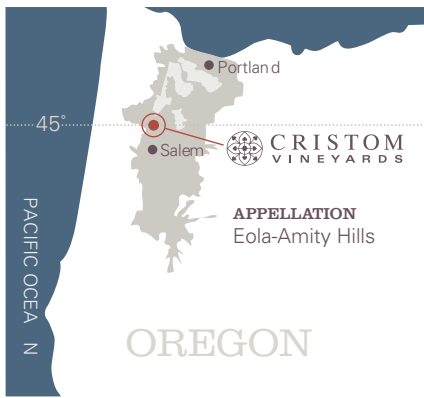 Portland
45°
CRISTOM
VINEYARDS
Salem
APPELLATION
Eola-Amity Hills
PACIFIC OCEA N
OREGON